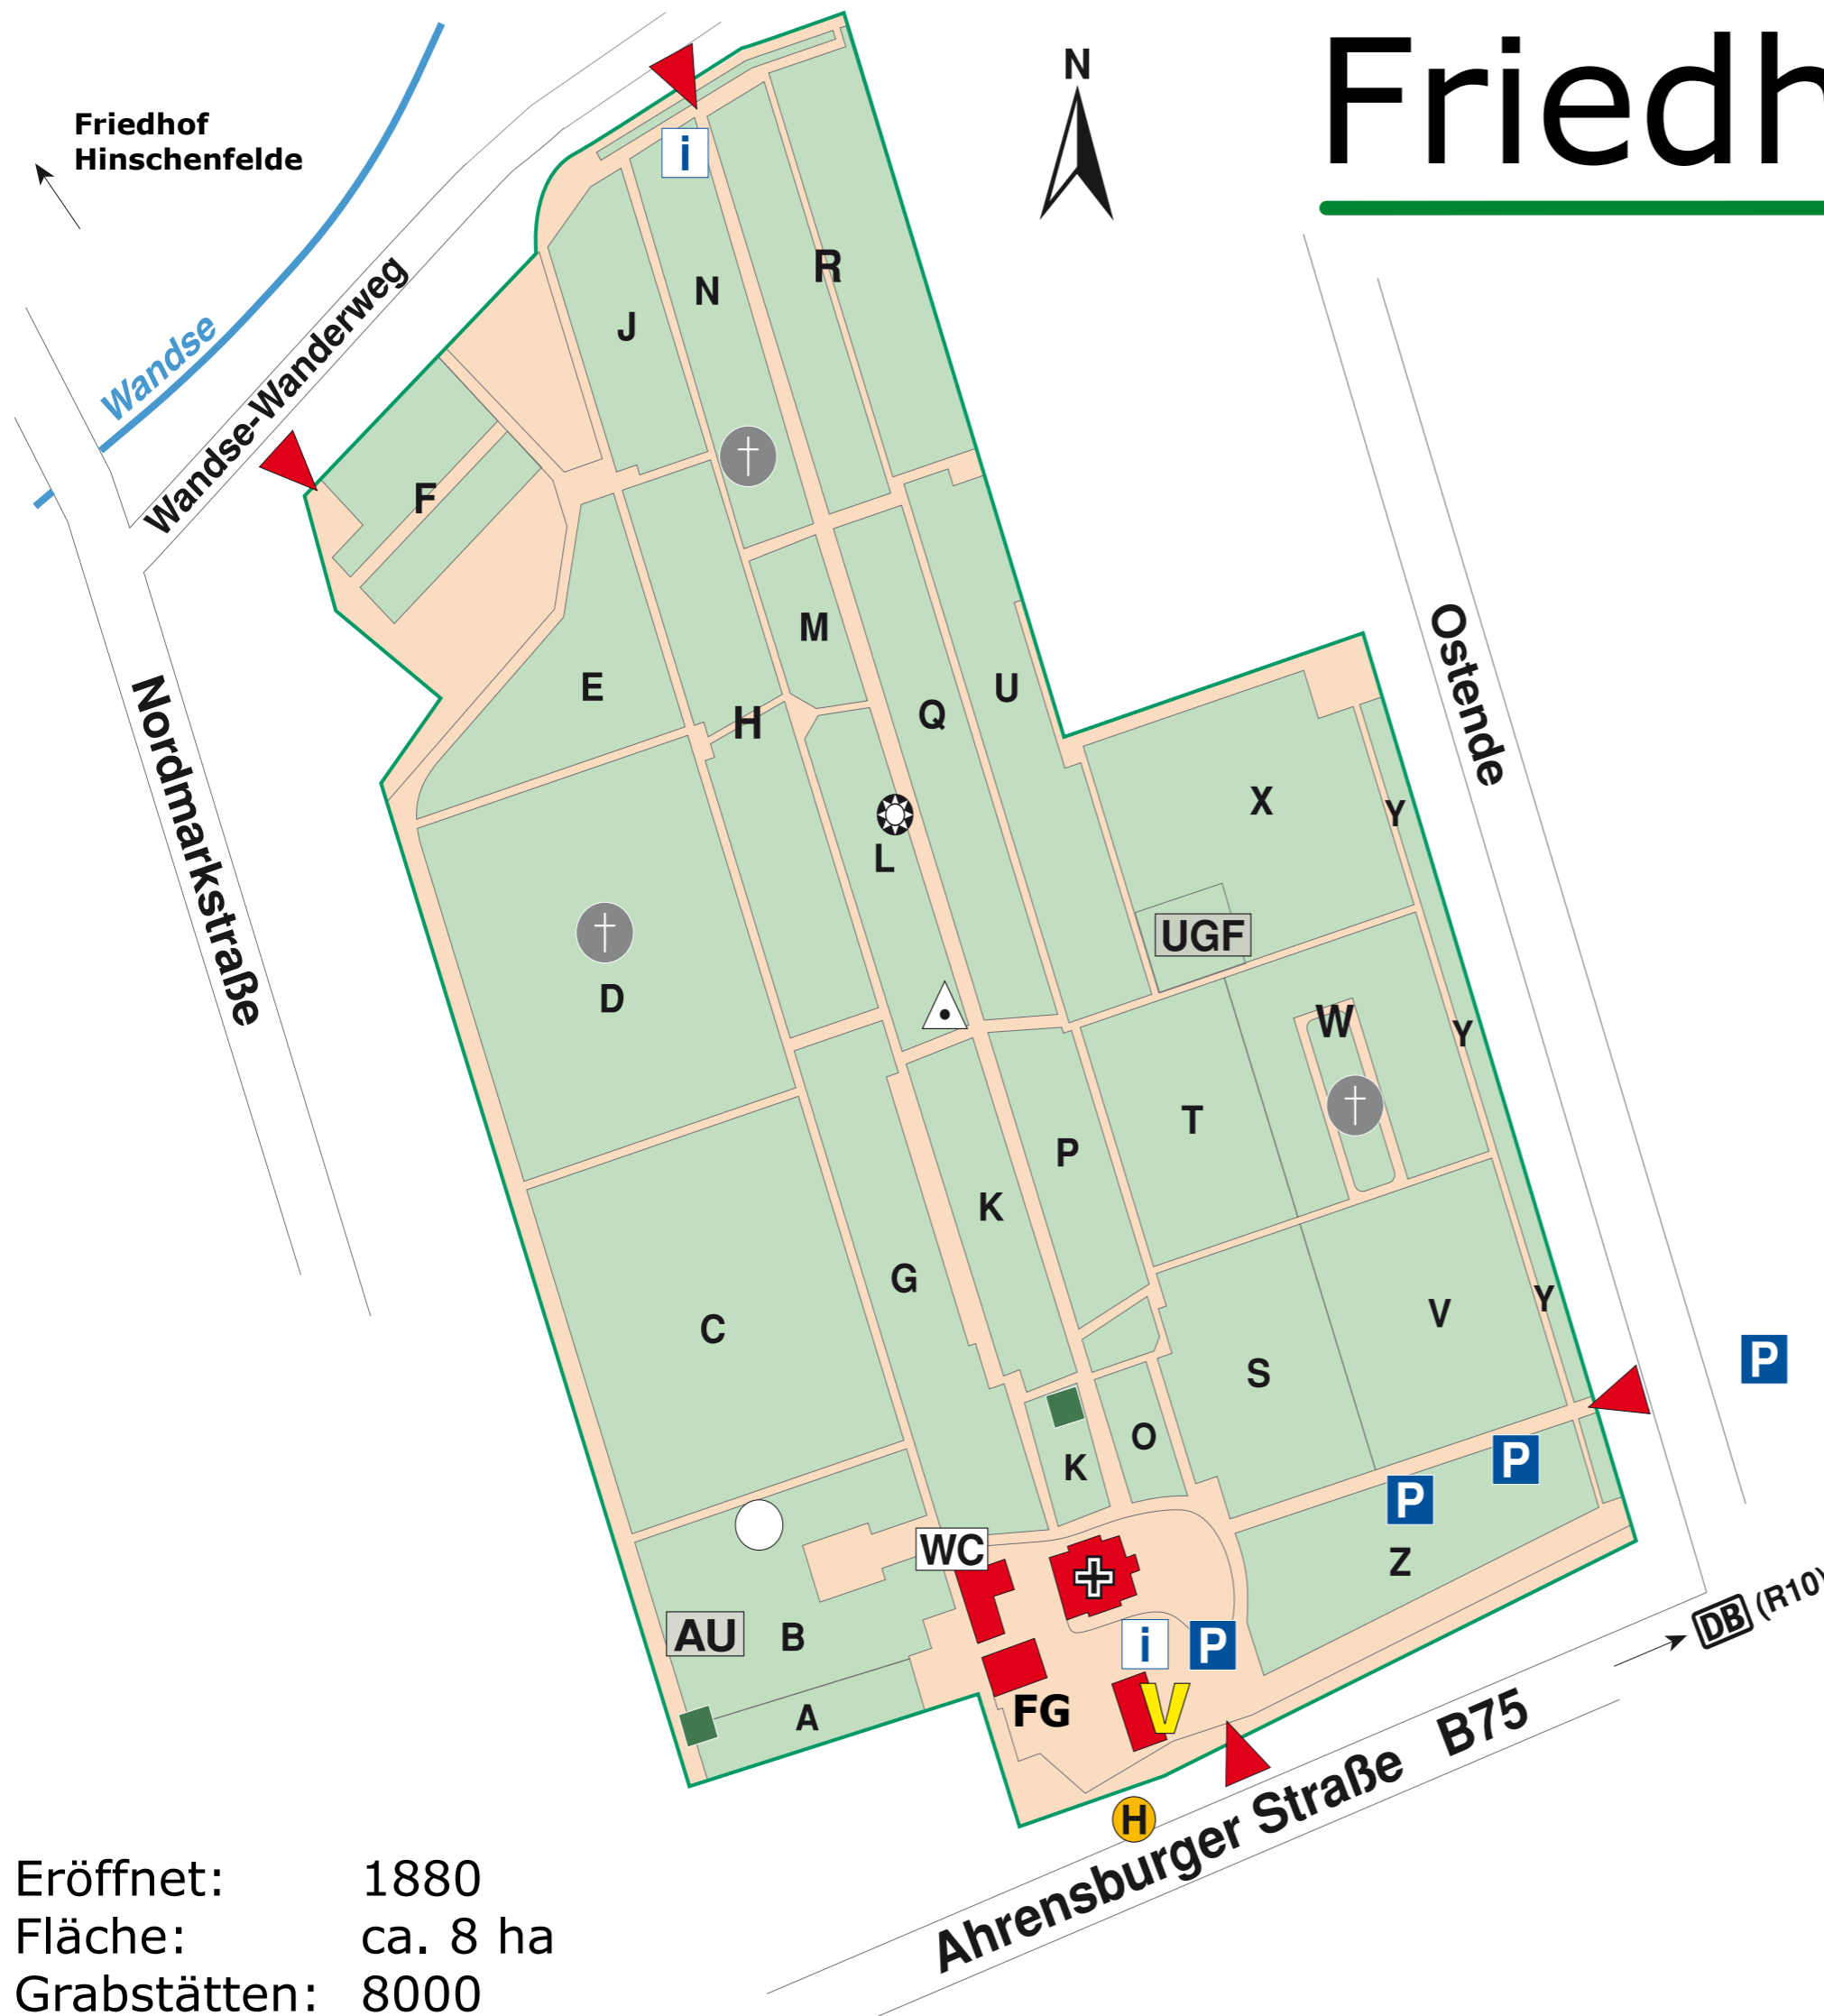 Friedh
N
Friedhof
Hinschenfelde
i
Wandse
Wandse-Wanderweg
R
N
J
F
M
E
H
Q
U
Ostende
Nordmarkstraße
X
Y
L
UGF
D
W
Y
T
P
K
G
C
V
Y
S
P
O
K
P
P
WC
Z
AU
B
i
P
DB (R10)
A
FG
V
B75
H
Ahrensburger Straße
Eröffnet: 1880
Fläche: ca. 8 ha
Grabstätten: 8000